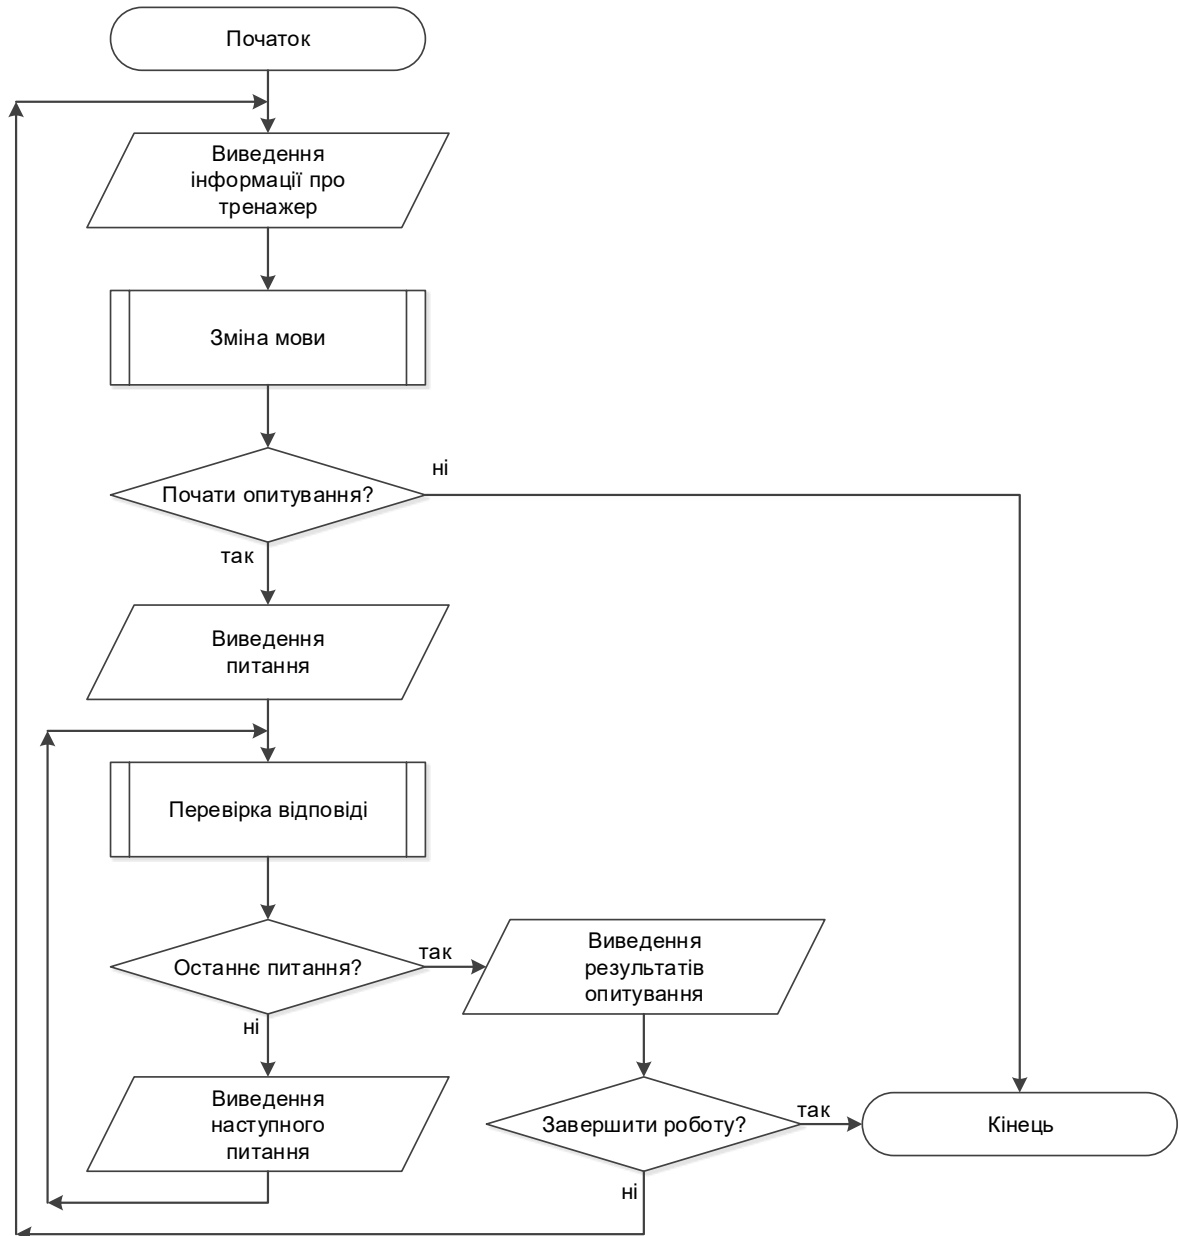 Початок
Виведення
інформації про
тренажер
Зміна мови
Почати опитування?
ні
так
Виведення
питання
Перевірка відповіді
Останнє питання?
так
ні
Виведення
результатів
опитування
Виведення
наступного
питання
Завершити роботу?
так
ні
Кінець